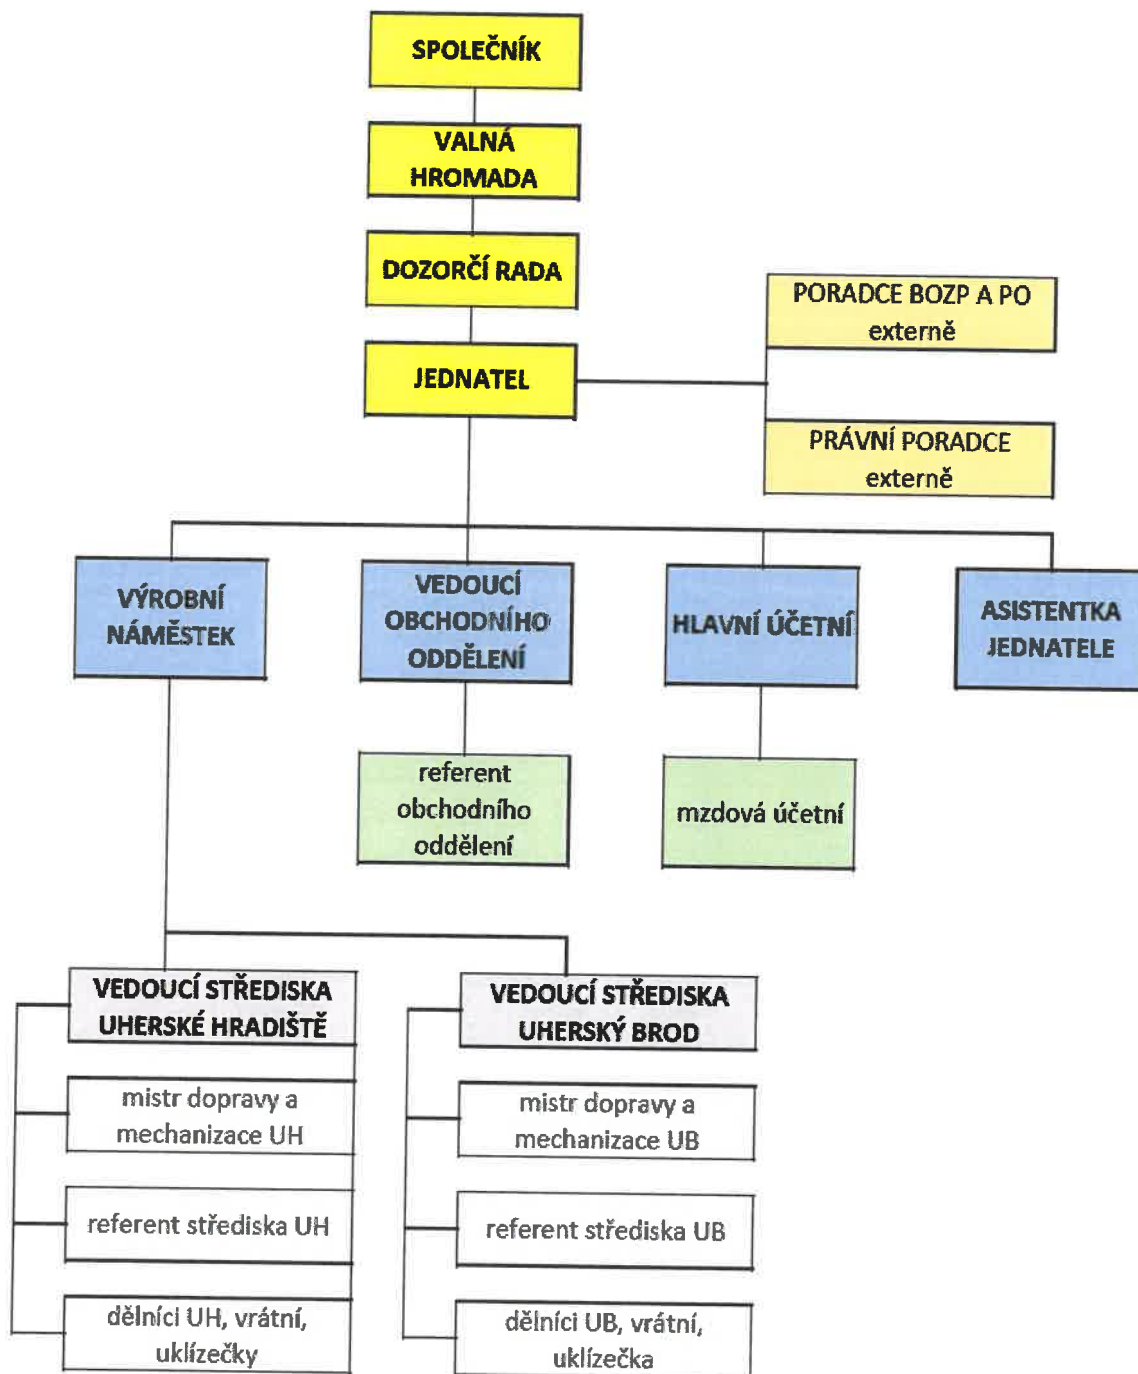 SPOLEČNÍK
VALNÁ
HROMADA
DOZORČÍ RADA
JEDNATEL
PORADCE BOZP A PO
externě
PRÁVNÍ PORADCE
externě
VÝROBNÍ
NÁMĚSTEK
VEDOUCÍ
OBCHODNÍHO
ODDĚLENÍ
HLAVNÍ ÚČETNÍ
ASISTENTKA
JEDNATELE
referent
obchodního
oddělení
mzdová účetní
VEDOUCÍ STŘEDISKA
UHERSKÉ HRADIŠTĚ
mistr dopravy a
mechanizace UH
referent střediska UH
dělníci UH, vrátní,
uklízečky
VEDOUCÍ STŘEDISKA
UHERSKÝ BROD
mistr dopravy a
mechanizace UB
referent střediska UB
dělníci UB, vrátní,
uklízečka